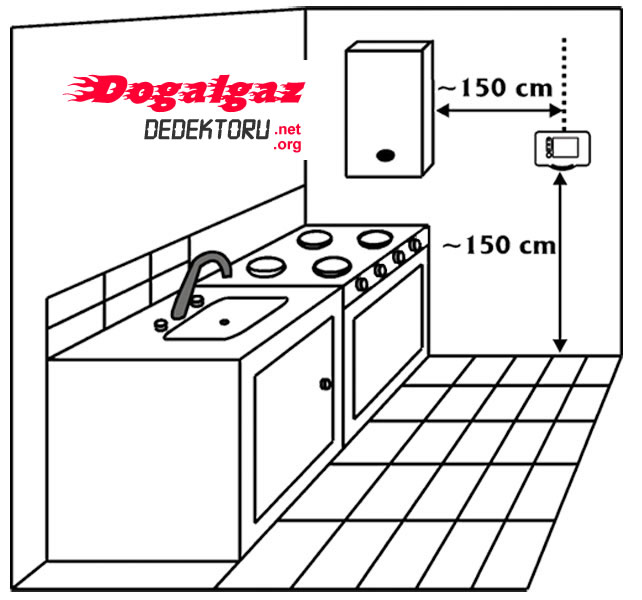 Dogalgaz
DEDEKTORU .net
.org
~150 cm
~150 cm